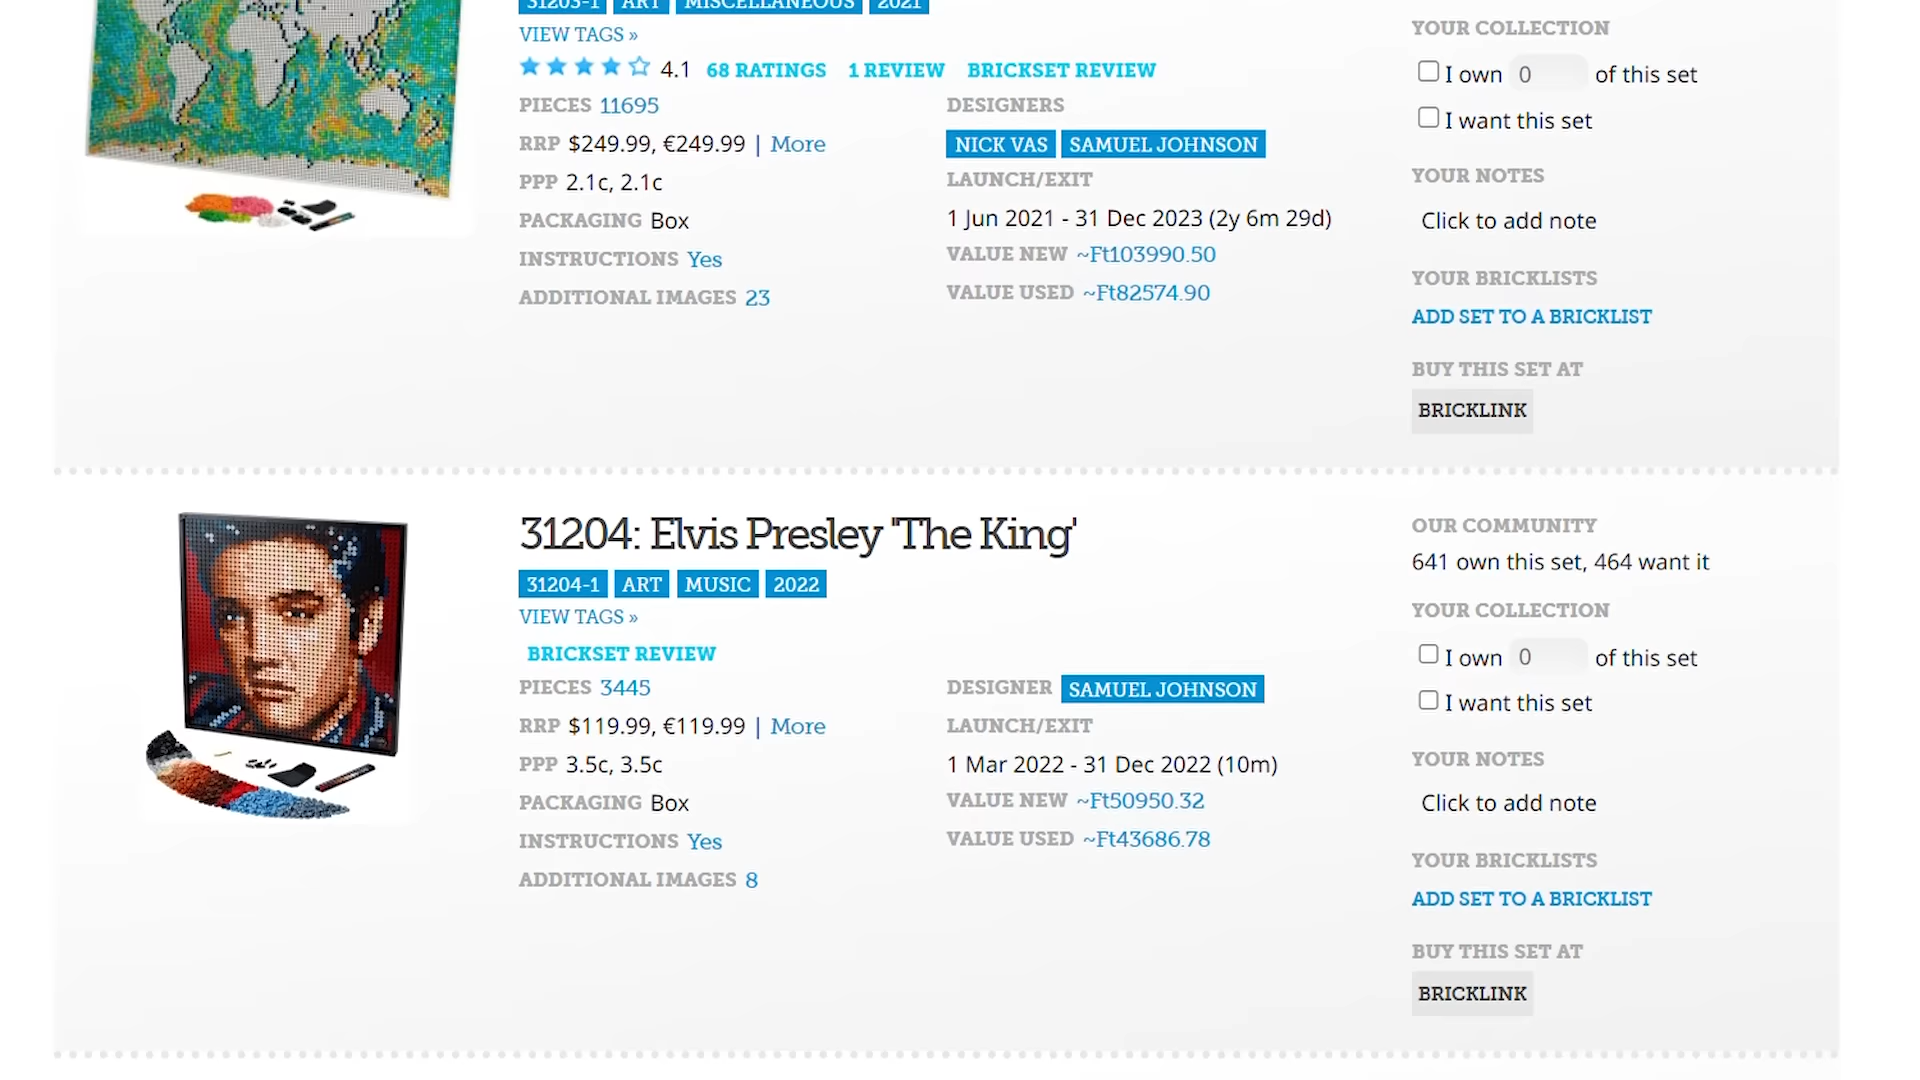 31203-1 ART MISCELLANEOUS 2021
VIEW TAGS »
4.1 68 RATINGS 1 REVIEW BRICKSET REVIEW
PIECES 11695
RRP $249.99, €249.99 | More
PPP 2.1c, 2.1c
PACKAGING Box
INSTRUCTIONS Yes
ADDITIONAL IMAGES 23
DESIGNERS
NICK VAS SAMUEL JOHNSON
LAUNCH/EXIT
1 Jun 2021 - 31 Dec 2023 (2y 6m 29d)
VALUE NEW ~Ft103990.50
VALUE USED ~Ft82574.90
YOUR COLLECTION
I own 0 of this set
I want this set
YOUR NOTES
Click to add note
YOUR BRICKLISTS
ADD SET TO A BRICKLIST
BUY THIS SET AT
BRICKLINK
31204: Elvis Presley 'The King'
31204-1 ART MUSIC 2022
VIEW TAGS »
BRICKSET REVIEW
PIECES 3445
RRP $119.99, €119.99 | More
PPP 3.5c, 3.5c
PACKAGING Box
INSTRUCTIONS Yes
ADDITIONAL IMAGES 8
DESIGNER SAMUEL JOHNSON
LAUNCH/EXIT
1 Mar 2022 - 31 Dec 2022 (10m)
VALUE NEW ~Ft50950.32
VALUE USED ~Ft43686.78
OUR COMMUNITY
641 own this set, 464 want it
YOUR COLLECTION
I own 0 of this set
I want this set
YOUR NOTES
Click to add note
YOUR BRICKLISTS
ADD SET TO A BRICKLIST
BUY THIS SET AT
BRICKLINK